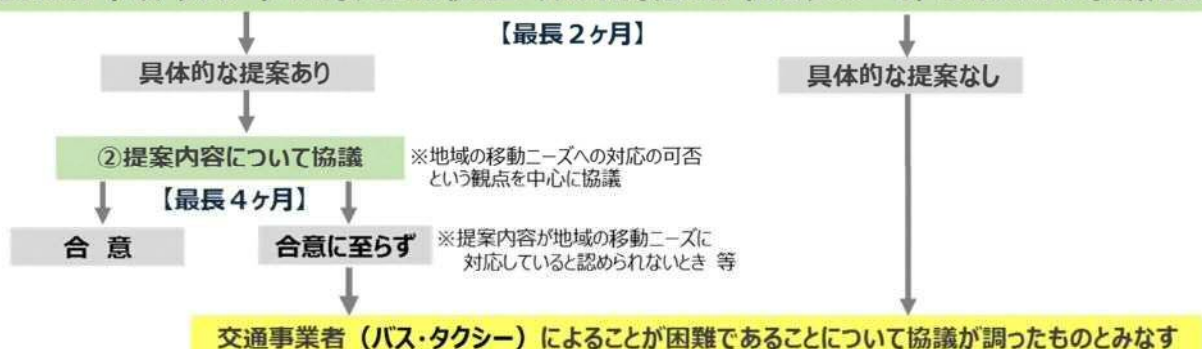 【最長2ヶ月】
具体的な提案あり
具体的な提案なし
②提案内容について協議
※地域の移動ニーズへの対応の可否
という観点を中心に協議
【最長4ヶ月】
合 意
合意に至らず
※提案内容が地域の移動ニーズに
対応していると認められないとき 等
交通事業者（バス・タクシー）によることが困難であることについて協議が調ったものとみなす